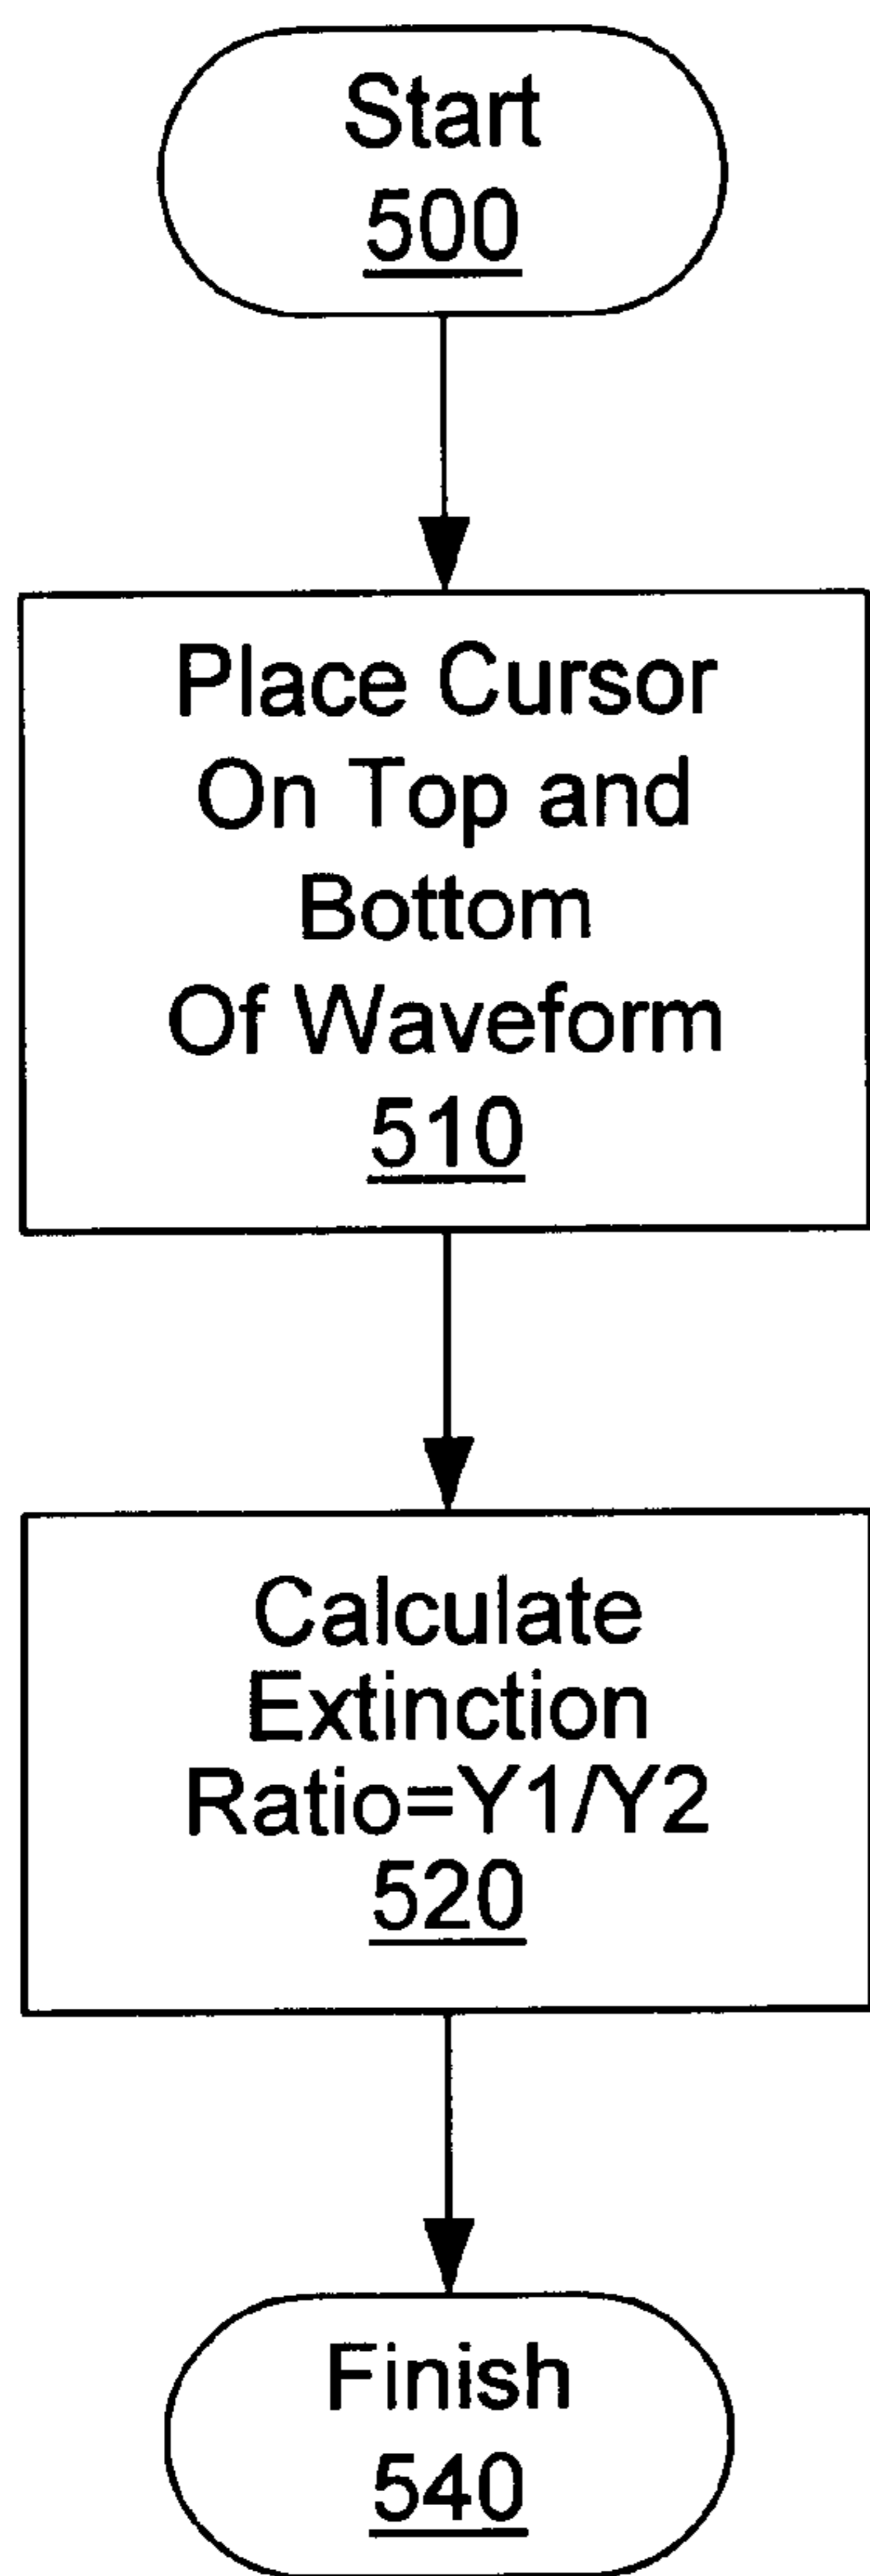 Start
500
Place Cursor
On Top and
Bottom
Of Waveform
510
Calculate
Extinction
Ratio=Y1/Y2
520
Finish
540